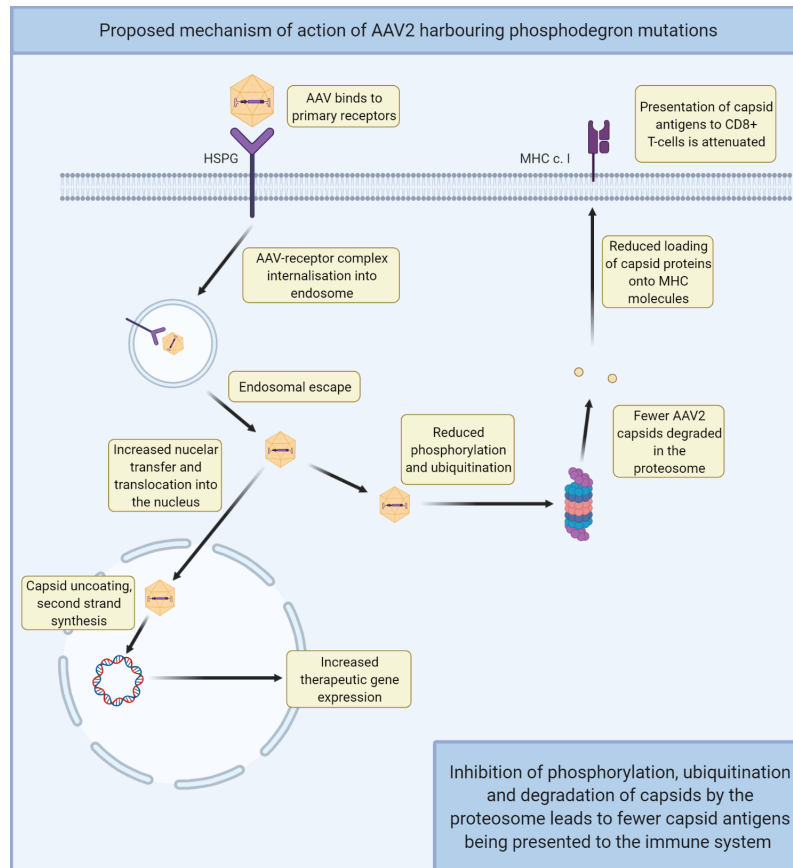 Proposed mechanism of action of AAV2 harbouring phosphodegron mutations
AAV binds to
primary receptors
HSPG
MHC c. I
Presentation of capsid
antigens to CD8+
T-cells is attenuated
AAV-receptor complex
internalisation into
endosome
Reduced loading
of capsid proteins
onto MHC
molecules
Endosomal escape
Increased nucelar
transfer and
translocation into
the nucleus
Reduced
phosphorylation
and ubiquitination
Fewer AAV2
capsids degraded
in the
proteosome
Capsid uncoating,
second strand
synthesis
Increased
therapeutic gene
expression
Inhibition of phosphorylation, ubiquitination
and degradation of capsids by the
proteosome leads to fewer capsid antigens
being presented to the immune system